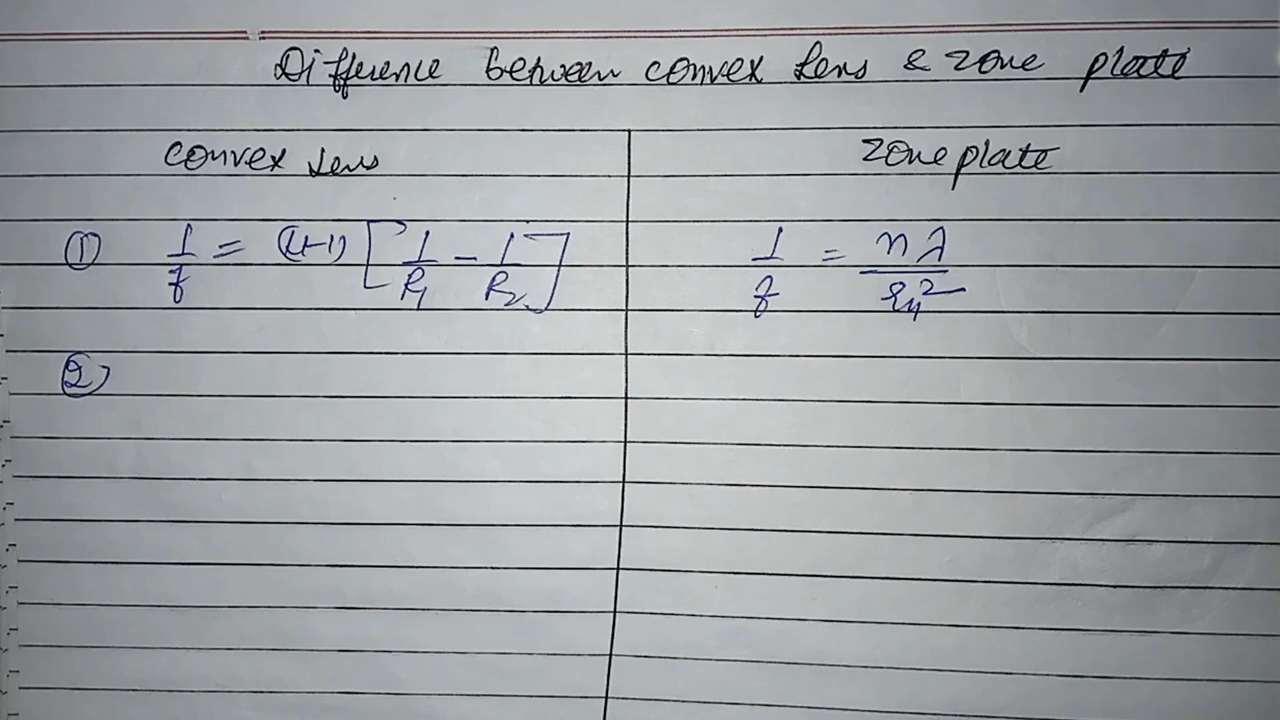 Difference between convex lens & zone plate
convex lens
zone plate
① 1/f = (μ-1) [1/R₁ - 1/R₂]
1/f = nλ/rₙ²
②